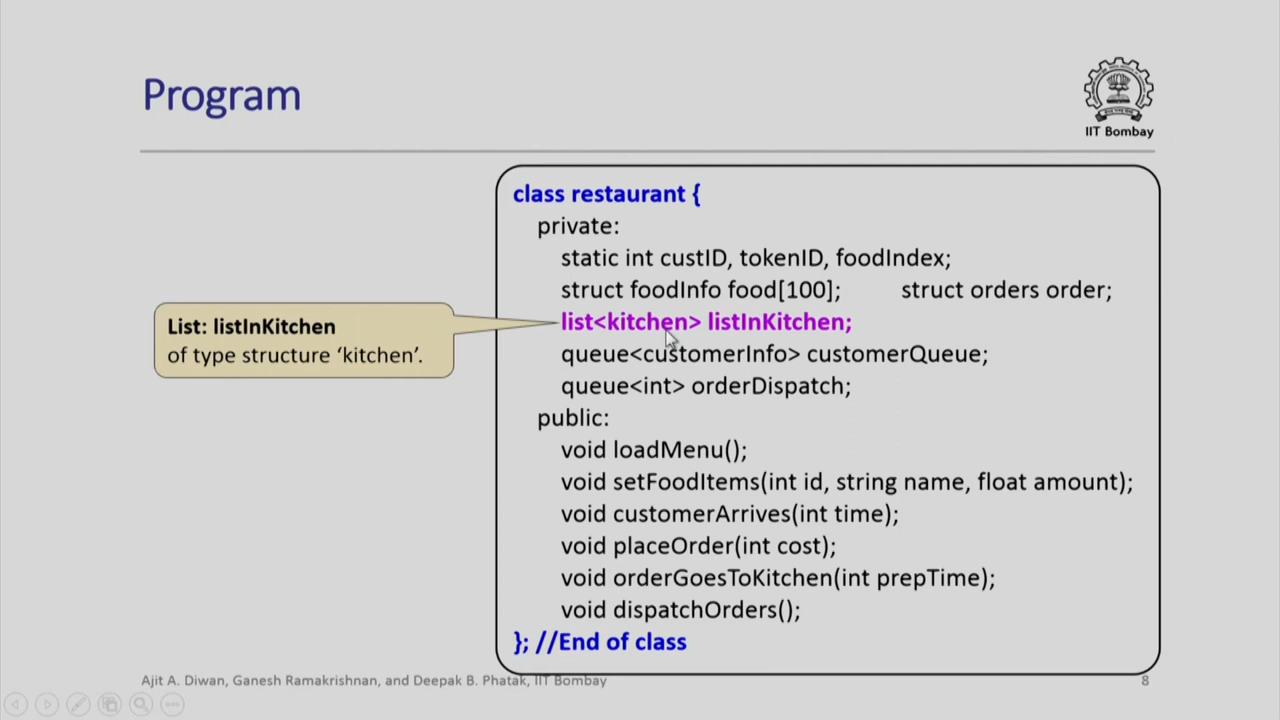 Program
IIT Bombay
class restaurant {
private:
static int custID, tokenID, foodIndex;
struct foodInfo food[100]; struct orders order;
list<kitchen> listInKitchen;
queue<customerInfo> customerQueue;
queue<int> orderDispatch;
public:
void loadMenu();
void setFoodItems(int id, string name, float amount);
void customerArrives(int time);
void placeOrder(int cost);
void orderGoesToKitchen(int prepTime);
void dispatchOrders();
}; //End of class
List: listInKitchen
of type structure ‘kitchen’.
Ajit A. Diwan, Ganesh Ramakrishnan, and Deepak B. Phatak, IIT Bombay
8